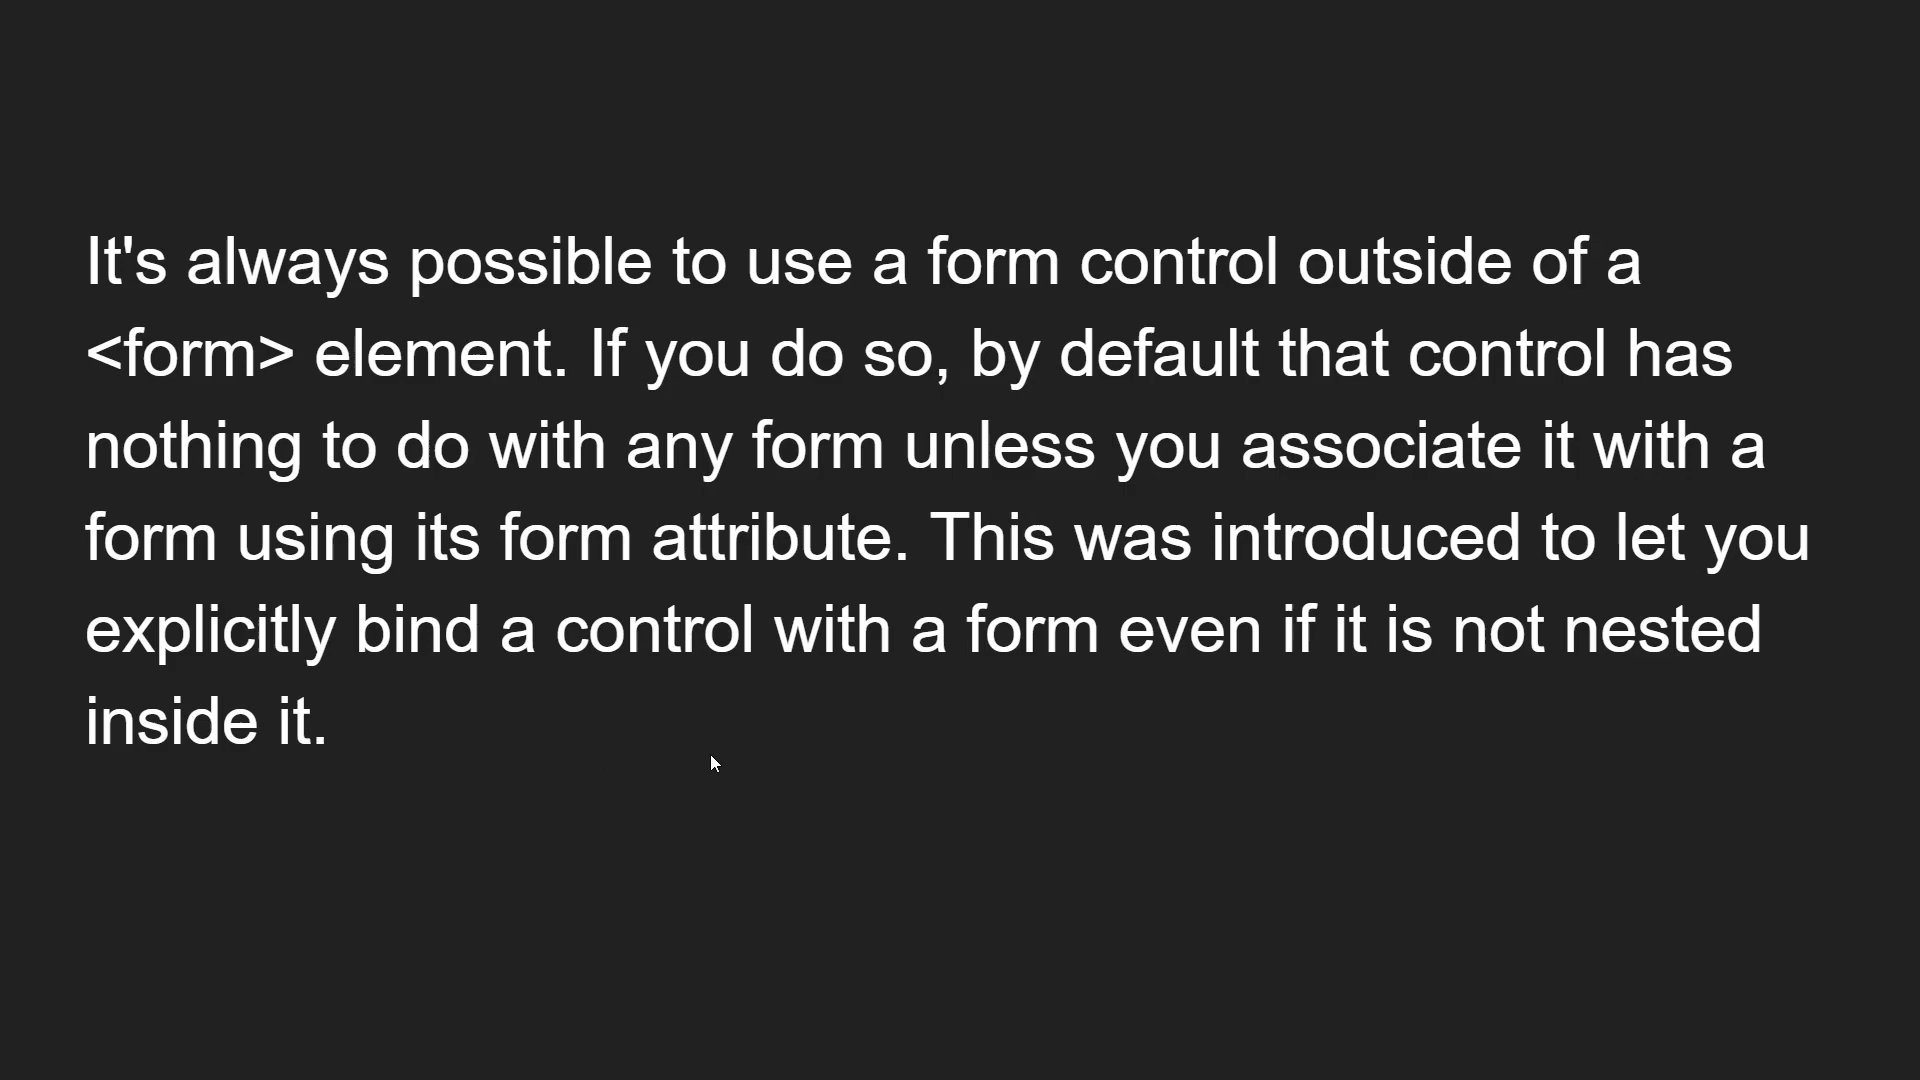 It's always possible to use a form control outside of a
<form> element. If you do so, by default that control has
nothing to do with any form unless you associate it with a
form using its form attribute. This was introduced to let you
explicitly bind a control with a form even if it is not nested
inside it.